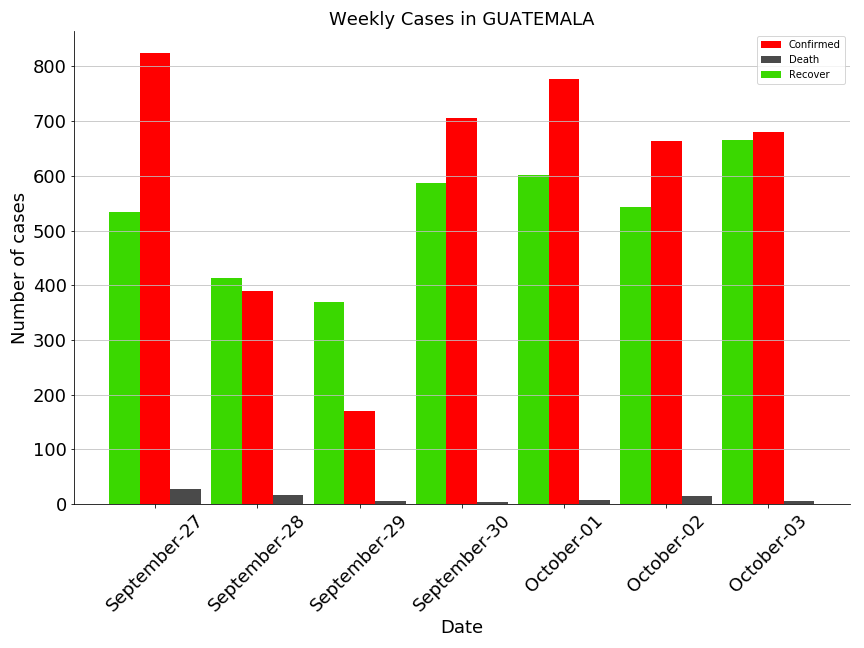 Weekly Cases in GUATEMALA
Confirmed
Death
Recover
Number of cases
800
700
600
500
400
300
200
100
0
September-27
September-28
September-29
September-30
October-01
October-02
October-03
Date